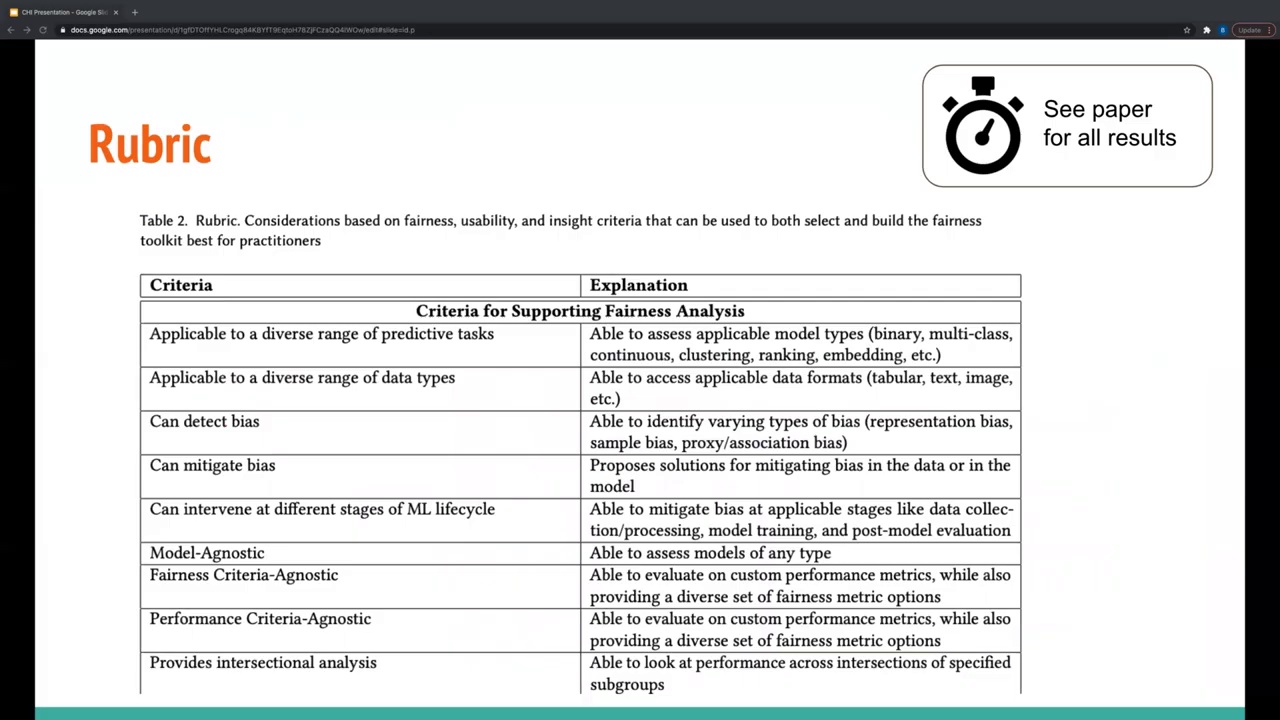 CHI Presentation - Google Sli
docs.google.com
Update
See paper
for all results
Rubric
Table 2. Rubric. Considerations based on fairness, usability, and insight criteria that can be used to both select and build the fairness
toolkit best for practitioners
Criteria Explanation
Criteria for Supporting Fairness Analysis
Applicable to a diverse range of predictive tasks Able to assess applicable model types (binary, multi-class,
continuous, clustering, ranking, embedding, etc.)
Applicable to a diverse range of data types Able to access applicable data formats (tabular, text, image,
etc.)
Can detect bias Able to identify varying types of bias (representation bias,
sample bias, proxy/association bias)
Can mitigate bias Proposes solutions for mitigating bias in the data or in the
model
Can intervene at different stages of ML lifecycle Able to mitigate bias at applicable stages like data collec-
tion/processing, model training, and post-model evaluation
Model-Agnostic Able to assess models of any type
Fairness Criteria-Agnostic Able to evaluate on custom performance metrics, while also
providing a diverse set of fairness metric options
Performance Criteria-Agnostic Able to evaluate on custom performance metrics, while also
providing a diverse set of fairness metric options
Provides intersectional analysis Able to look at performance across intersections of specified
subgroups